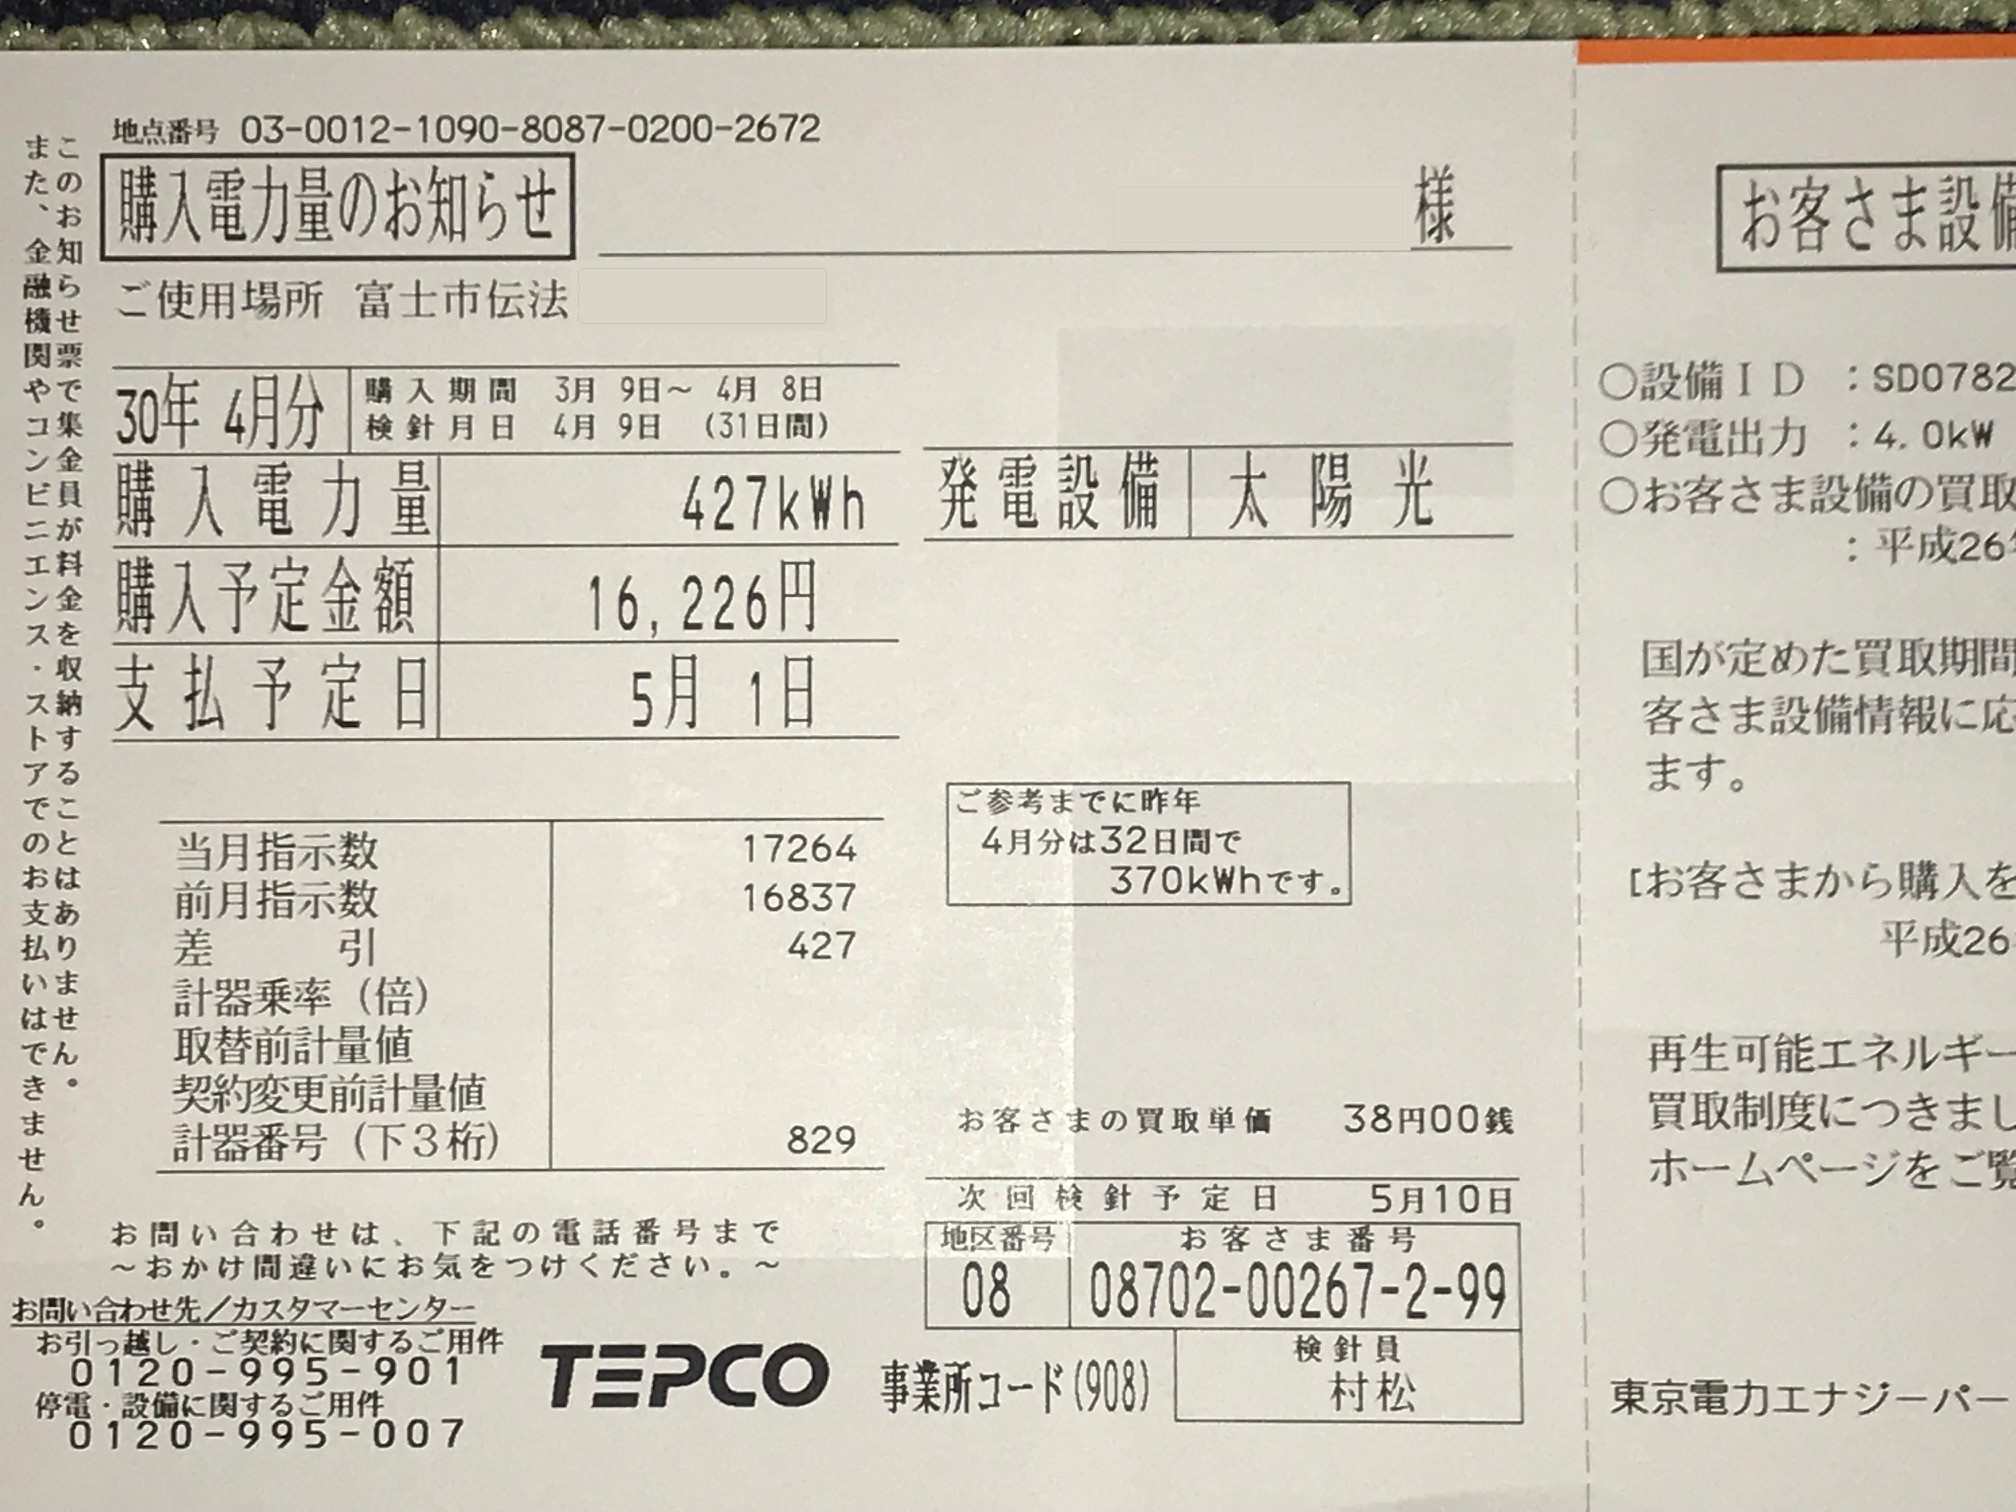 このお知らせ票で集金員が料金を収納することはありません。
また、金融機関やコンビニエンス・ストアでのお支払いはできません。
地点番号 03-0012-1090-8087-0200-2672
購入電力量のお知らせ
様
ご使用場所 富士市伝法
30年 4月分
購入期間 3月 9日～ 4月 8日
検針月日 4月 9日 (31日間)
購入電力量 427kWh
購入予定金額 16,226円
支払予定日 5月 1日
発電設備 太陽光
当月指示数 17264
前月指示数 16837
差引 427
計器乗率(倍)
取替前計量値
契約変更前計量値
計器番号(下3桁) 829
ご参考までに昨年
4月分は32日間で
370kWhです。
お客さまの買取単価 38円00銭
次回検針予定日 5月10日
地区番号 お客さま番号
08 08702-00267-2-99
検針員
村松
お問い合わせは、下記の電話番号まで
～おかけ間違いにお気をつけください。～
お問い合わせ先／カスタマーセンター
お引っ越し・ご契約に関するご用件
0120-995-901
停電・設備に関するご用件
0120-995-007
TEPCO
事業所コード(908)
お客さま設備
○設備ID :SD0782
○発電出力 :4.0kW
○お客さま設備の買取
:平成26年
国が定めた買取期間
客さま設備情報に応
ます。
[お客さまから購入を
平成26
再生可能エネルギー
買取制度につきまし
ホームページをご覧
東京電力エナジーパー